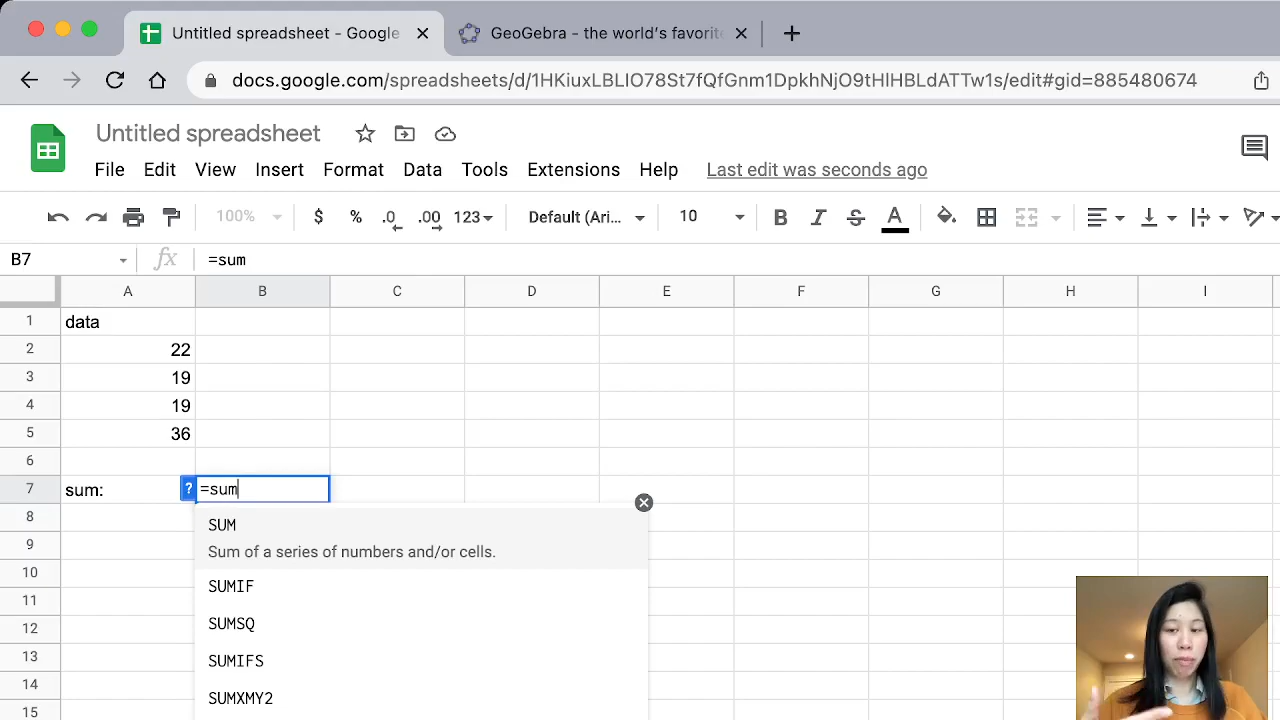 Untitled spreadsheet - Google
GeoGebra - the world's favorite
docs.google.com/spreadsheets/d/1HKiuxLBLIO78St7fQfGnm1DpkhNjO9tHlHBLdATTw1s/edit#gid=885480674
Untitled spreadsheet
File Edit View Insert Format Data Tools Extensions Help Last edit was seconds ago
100% $ % .0 .00 123 Default (Ari... 10 B I S A
B7 fx =sum
A B C D E F G H I
1 data
2 22
3 19
4 19
5 36
6
7 sum: ? =sum
8 SUM
9 Sum of a series of numbers and/or cells.
10 SUMIF
11
12 SUMSQ
13 SUMIFS
14 SUMXMY2
15